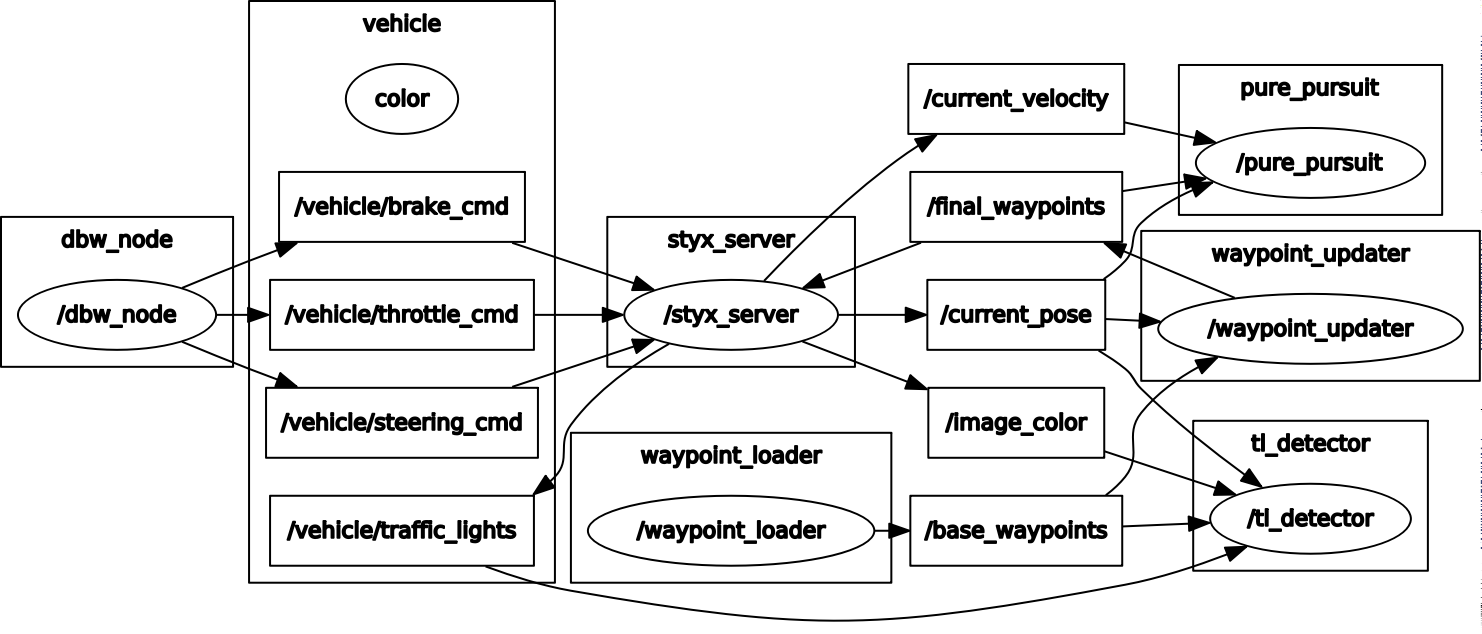 vehicle
color
/vehicle/brake_cmd
/vehicle/throttle_cmd
/vehicle/steering_cmd
/vehicle/traffic_lights
dbw_node
/dbw_node
styx_server
/styx_server
waypoint_loader
/waypoint_loader
/current_velocity
/final_waypoints
/current_pose
/image_color
/base_waypoints
pure_pursuit
/pure_pursuit
waypoint_updater
/waypoint_updater
tl_detector
/tl_detector